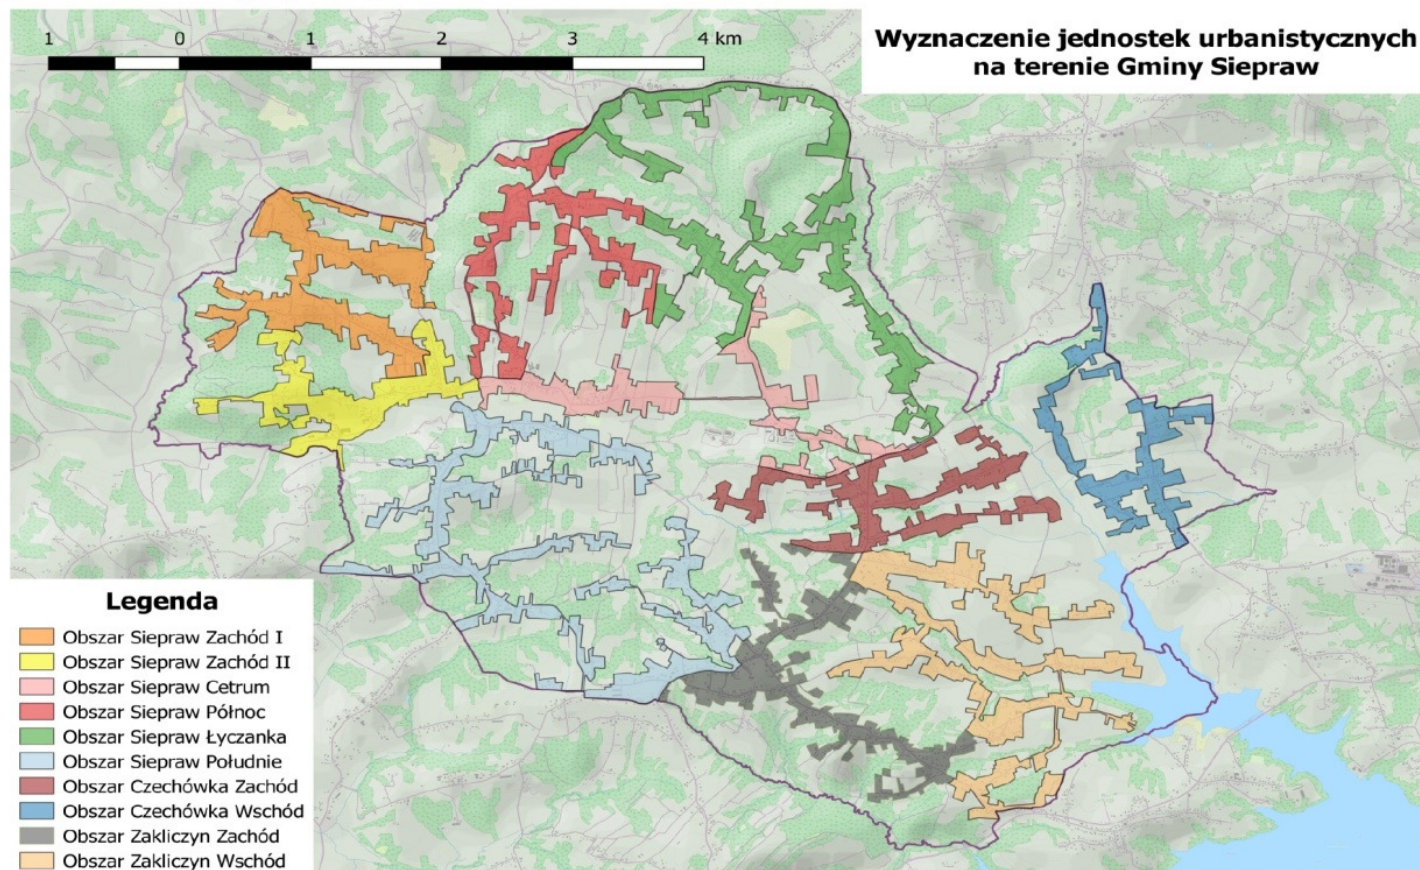 1 0 1 2 3 4 km
Wyznaczenie jednostek urbanistycznych
na terenie Gminy Siepraw
Legenda
Obszar Siepraw Zachód I
Obszar Siepraw Zachód II
Obszar Siepraw Cetrum
Obszar Siepraw Północ
Obszar Siepraw Łyczanka
Obszar Siepraw Południe
Obszar Czechówka Zachód
Obszar Czechówka Wschód
Obszar Zakliczyn Zachód
Obszar Zakliczyn Wschód